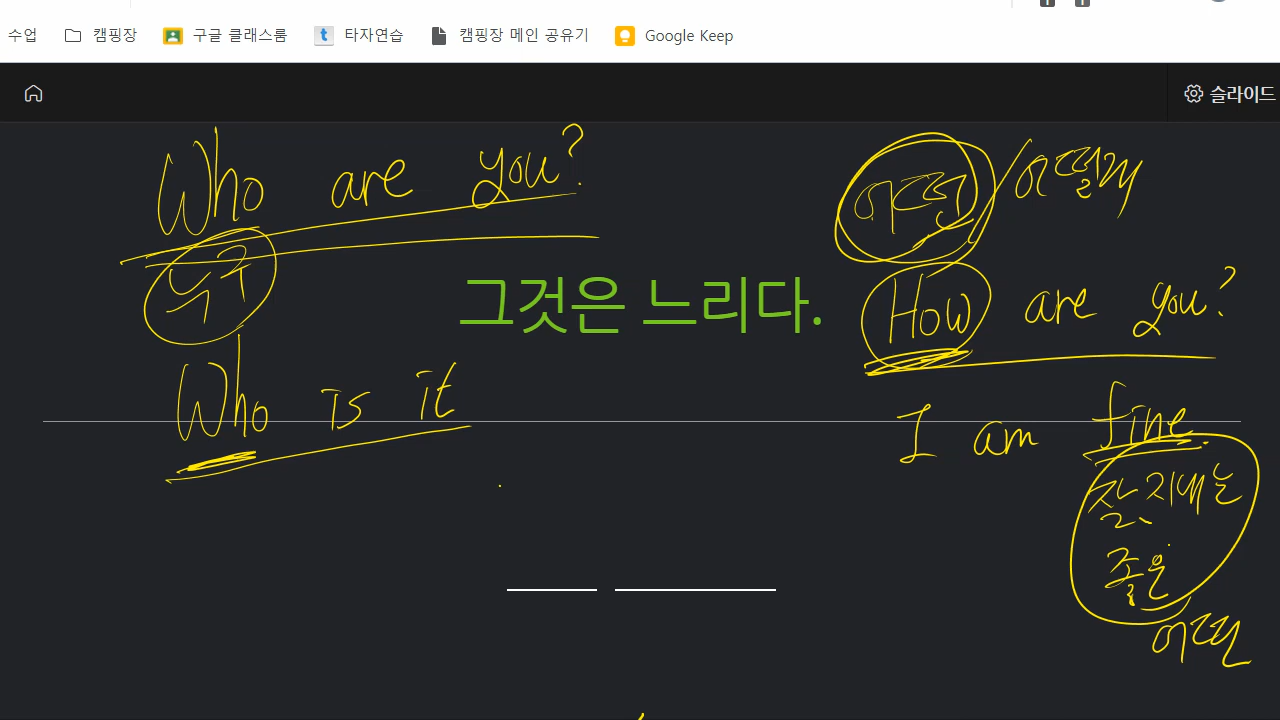 수업 캠핑장 구글 클래스룸 타자연습 캠핑장 메인 공유기 Google Keep
슬라이드
Who are you?
누구
어떤 / 어떻게
그것은 느리다.
How are you?
Who is it
I am fine.
잘 지내는
좋은
어떤